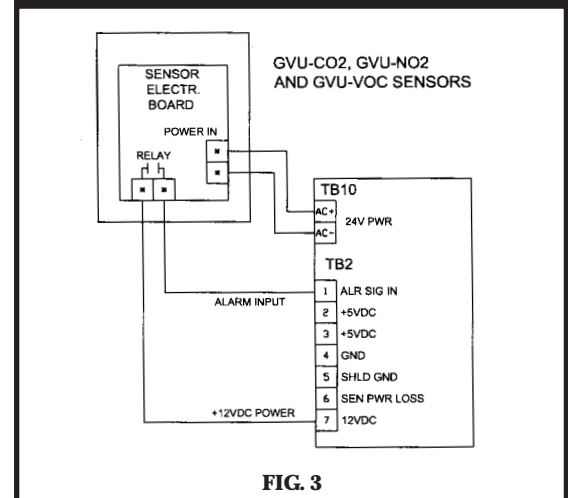 GVU-CO2, GVU-NO2
AND GVU-VOC SENSORS
SENSOR
ELECTR.
BOARD
POWER IN
RELAY
TB10
AC+
AC-
24V PWR
TB2
1 ALR SIG IN
2 +5VDC
3 +5VDC
4 GND
5 SHLD GND
6 SEN PWR LOSS
7 12VDC
ALARM INPUT
+12VDC POWER
FIG. 3